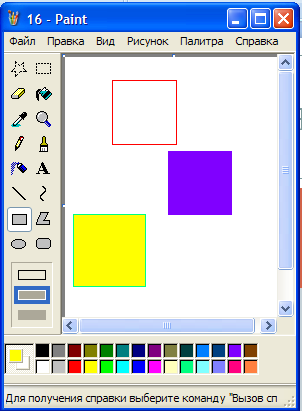 16 - Paint
Файл Правка Вид Рисунок Палитра Справка
A
Для получения справки выберите команду "Вызов сп